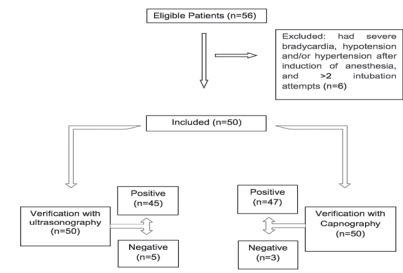 Eligible Patients (n=56)
Excluded: had severe
bradycardia, hypotension
and/or hypertension after
induction of anesthesia,
and >2 intubation
attempts (n=6)
Included (n=50)
Positive
(n=45)
Verification with
ultrasonography
(n=50)
Negative
(n=5)
Positive
(n=47)
Verification with
Capnography
(n=50)
Negative
(n=3)